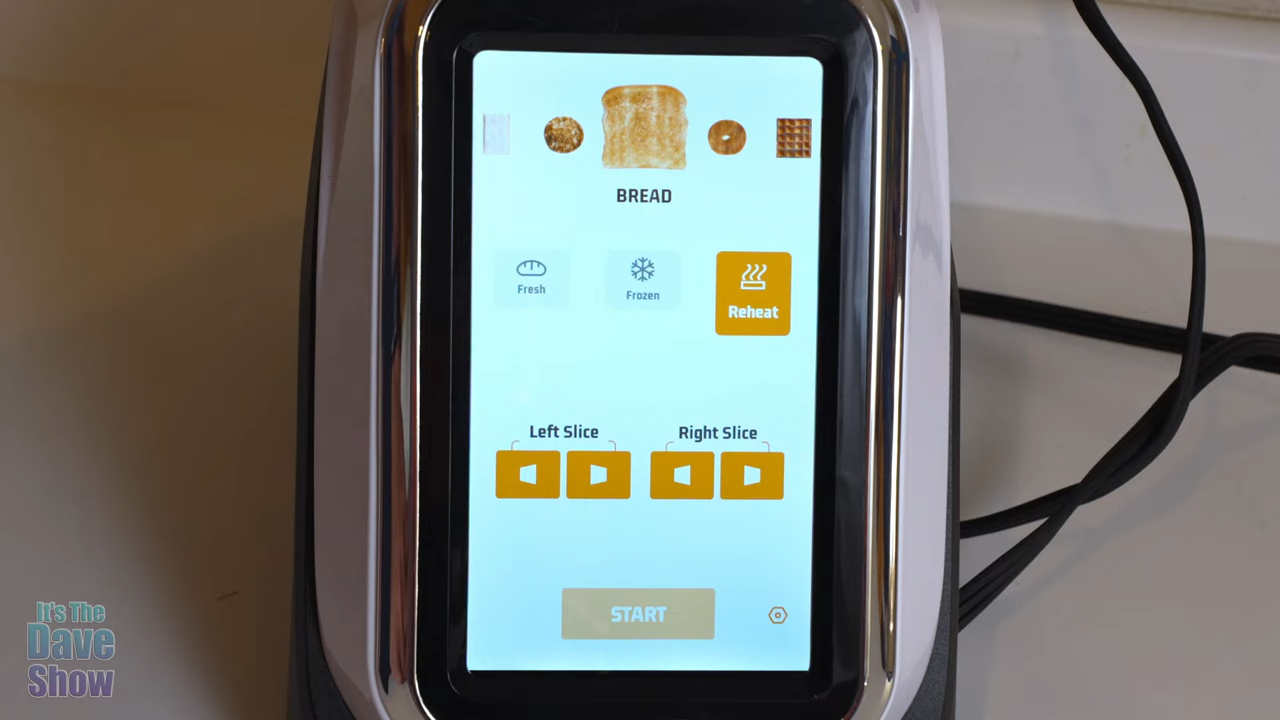 BREAD
Fresh
Frozen
Reheat
Left Slice
Right Slice
START
It's The
Dave
Show